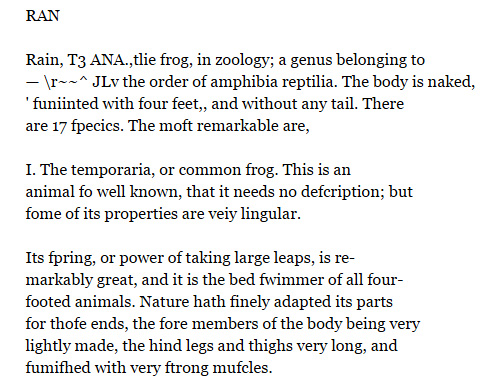 RAN
Rain, T3 ANA.,tlie frog, in zoology; a genus belonging to
— \r~~^ JLv the order of amphibia reptilia. The body is naked,
' funiinted with four feet,, and without any tail. There
are 17 fpecics. The moft remarkable are,
I. The temporaria, or common frog. This is an
animal fo well known, that it needs no defcription; but
fome of its properties are veiy lingular.
Its fpring, or power of taking large leaps, is re-
markably great, and it is the bed fwimmer of all four-
footed animals. Nature hath finely adapted its parts
for thofe ends, the fore members of the body being very
lightly made, the hind legs and thighs very long, and
fumifhed with very ftrong mufcles.